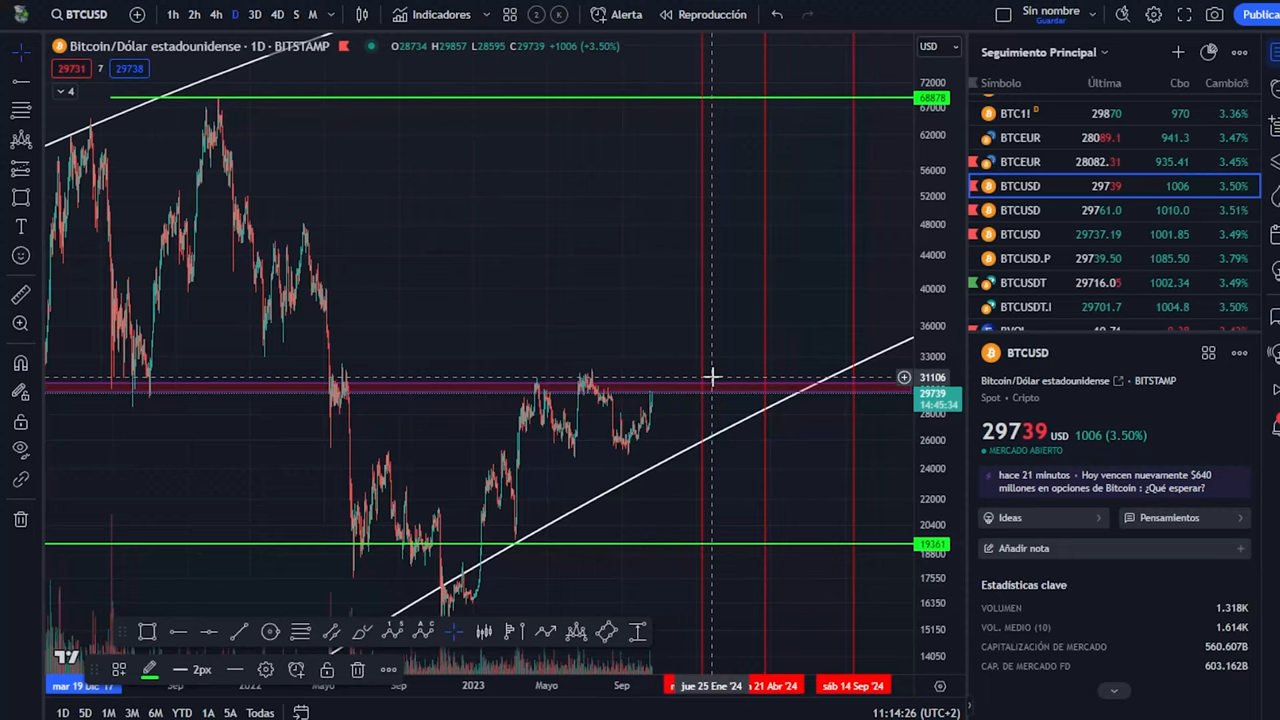 BTCUSD 1h 2h 4h D 3D 4D S M Indicadores 2 K Alerta Reproducción Sin nombre Publica
Guardar
Bitcoin/Dólar estadounidense · 1D · BITSTAMP O28734 H29857 L28595 C29739 +1006 (+3.50%)
29731 7 29738
4
USD
72000
68878
67000
62000
56000
52000
48000
44000
40000
36000
33000
31106
29739
14:45:34
28000
26000
24000
22000
20400
19361
18800
17550
16350
15150
14050
mar 19 Dic '17 Sep 2022 Mayo Sep 2023 Mayo Sep jue 25 Ene '24 21 Abr '24 sáb 14 Sep '24
2px
1D 5D 1M 3M 6M YTD 1A 5A Todas 11:14:26 (UTC+2)
Seguimiento Principal
Símbolo Última Cbo Cambio%
BTC1! D 29870 970 3.36%
BTCEUR 28089.1 941.3 3.47%
BTCEUR 28082.31 935.41 3.45%
BTCUSD 29739 1006 3.50%
BTCUSD 29761.0 1010.0 3.51%
BTCUSD 29737.19 1001.85 3.49%
BTCUSD.P 29739.50 1085.50 3.79%
BTCUSDT 29716.05 1002.34 3.49%
BTCUSDT.I 29701.7 1004.8 3.50%
BTCUSD
Bitcoin/Dólar estadounidense · BITSTAMP
Spot · Cripto
29739 USD 1006 (3.50%)
MERCADO ABIERTO
hace 21 minutos · Hoy vencen nuevamente $640
millones en opciones de Bitcoin : ¿Qué esperar?
Ideas Pensamientos
Añadir nota
Estadísticas clave
VOLUMEN 1.318K
VOL. MEDIO (10) 1.614K
CAPITALIZACIÓN DE MERCADO 560.607B
CAP. DE MERCADO FD 603.162B